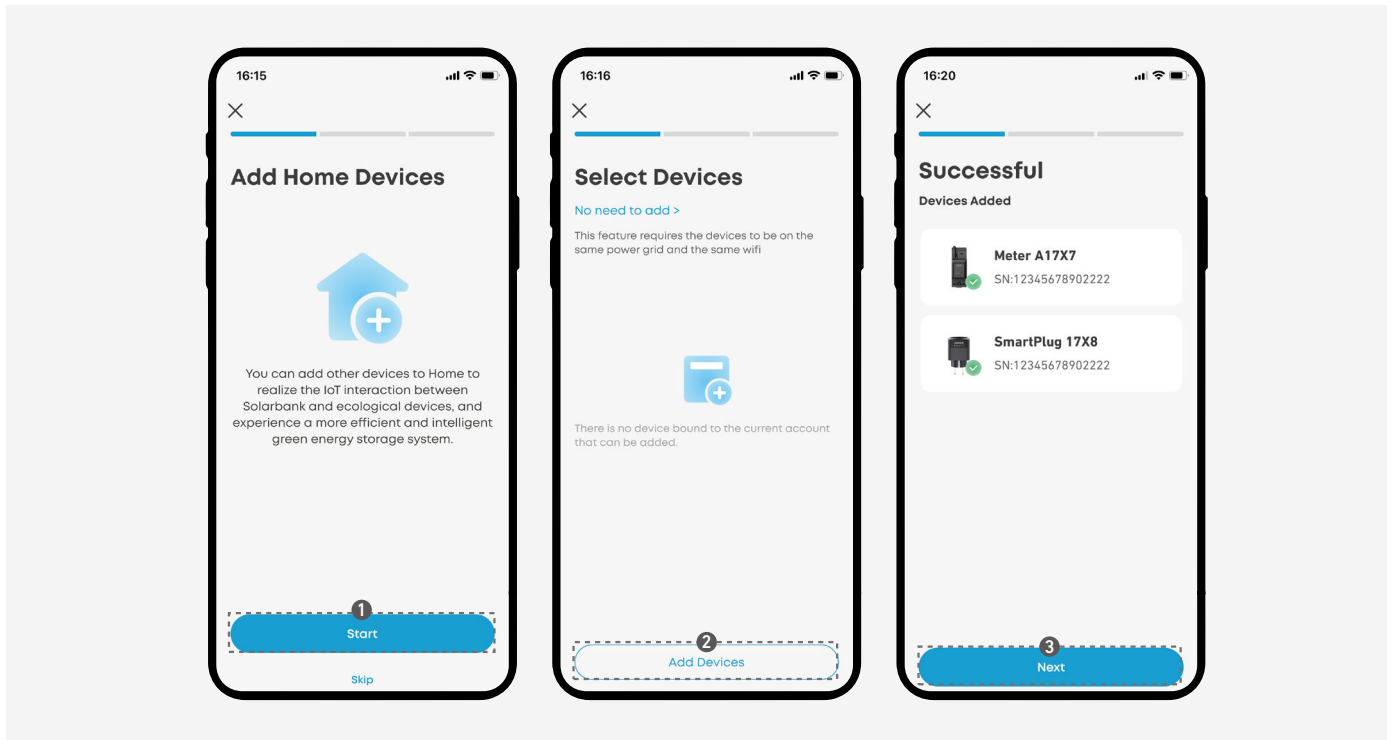 16:15
Add Home Devices
You can add other devices to Home to
realize the IoT interaction between
Solarbank and ecological devices, and
experience a more efficient and intelligent
green energy storage system.
1
Start
Skip
16:16
Select Devices
No need to add >
This feature requires the devices to be on the
same power grid and the same wifi
There is no device bound to the current account
that can be added.
2
Add Devices
16:20
Successful
Devices Added
Meter A17X7
SN:12345678902222
SmartPlug 17X8
SN:12345678902222
3
Next